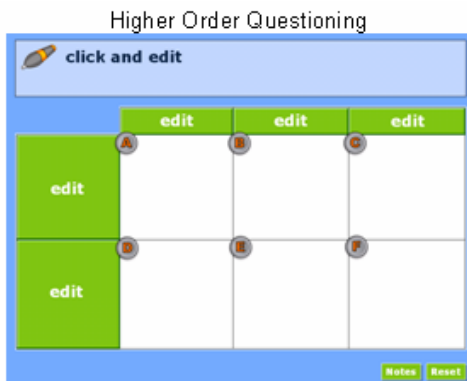 Higher Order Questioning
click and edit
edit edit edit
A B C
edit
D E F
edit
Notes Reset